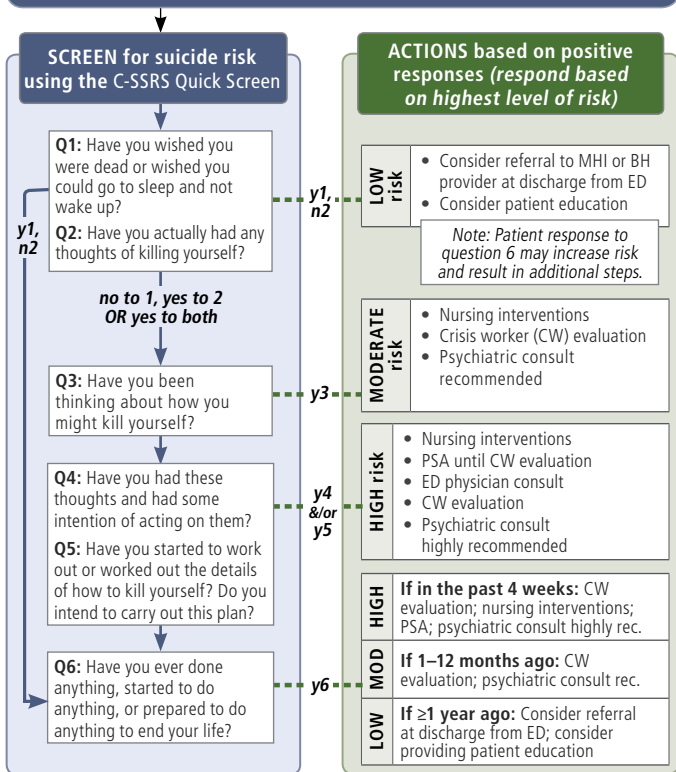 SCREEN for suicide risk
using the C-SSRS Quick Screen
Q1: Have you wished you
were dead or wished you
could go to sleep and not
wake up?
Q2: Have you actually had any
thoughts of killing yourself?
y1,
n2
no to 1, yes to 2
OR yes to both
Q3: Have you been
thinking about how you
might kill yourself?
Q4: Have you had these
thoughts and had some
intention of acting on them?
Q5: Have you started to work
out or worked out the details
of how to kill yourself? Do you
intend to carry out this plan?
Q6: Have you ever done
anything, started to do
anything, or prepared to do
anything to end your life?
ACTIONS based on positive
responses (respond based
on highest level of risk)
y1,
n2
LOW
risk
• Consider referral to MHI or BH
provider at discharge from ED
• Consider patient education
Note: Patient response to
question 6 may increase risk
and result in additional steps.
y3
MODERATE
risk
• Nursing interventions
• Crisis worker (CW) evaluation
• Psychiatric consult
recommended
y4
&/or
y5
HIGH risk
• Nursing interventions
• PSA until CW evaluation
• ED physician consult
• CW evaluation
• Psychiatric consult
highly recommended
y6
HIGH
If in the past 4 weeks: CW
evaluation; nursing interventions;
PSA; psychiatric consult highly rec.
MOD
If 1–12 months ago: CW
evaluation; psychiatric consult rec.
LOW
If ≥1 year ago: Consider referral
at discharge from ED; consider
providing patient education